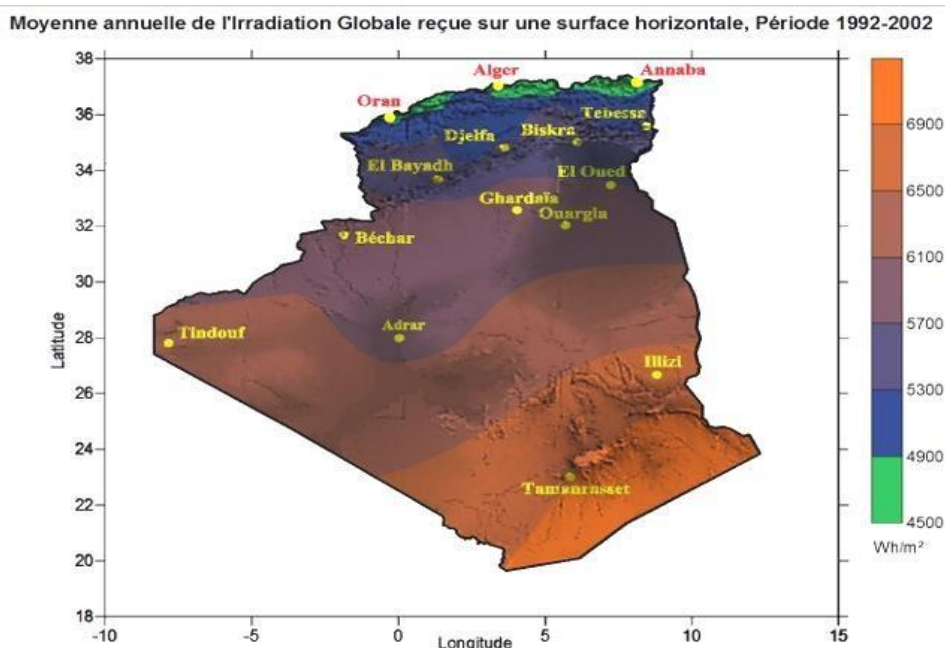 Moyenne annuelle de l'Irradiation Globale reçue sur une surface horizontale, Période 1992-2002
38
36
34
32
30
28
26
24
22
20
18
Latitude
Alger
Annaba
Oran
Tebessa
Djelfa
Biskra
El Bayadh
El Oued
Ghardaïa
Ouargla
Béchar
Adrar
Tindouf
Illizi
Tamanrasset
-10
-5
0
5
10
15
Longitude
6900
6500
6100
5700
5300
4900
4500
Wh/m²